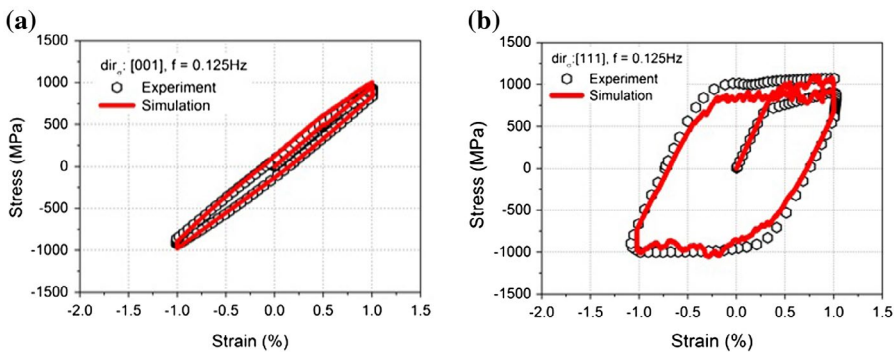 (a)
dirσ: [001], f = 0.125Hz
Experiment
Simulation
1500
1000
500
0
-500
-1000
-1500
Stress (MPa)
-2.0 -1.5 -1.0 -0.5 0.0 0.5 1.0 1.5
Strain (%)
(b)
dirσ:[111], f = 0.125Hz
Experiment
Simulation
1500
1000
500
0
-500
-1000
-1500
Stress (MPa)
-2.0 -1.5 -1.0 -0.5 0.0 0.5 1.0 1.5
Strain (%)